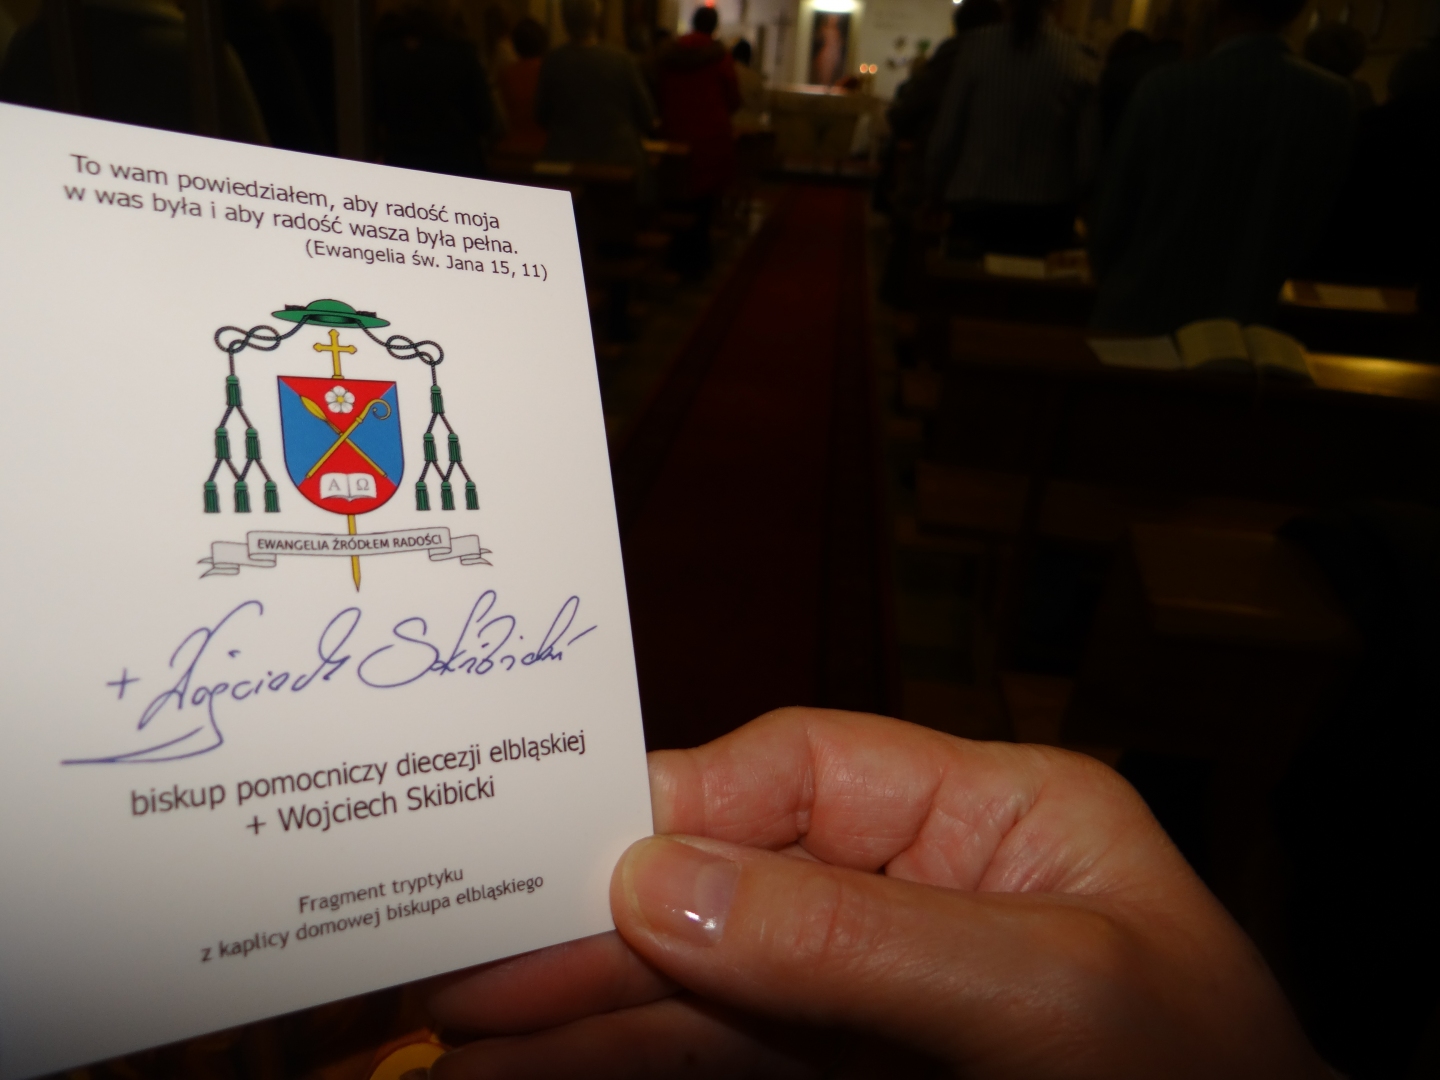 To wam powiedziałem, aby radość moja
w was była i aby radość wasza była pełna.
(Ewangelia św. Jana 15, 11)
Α Ω
EWANGELIA ŹRÓDŁEM RADOŚCI
+ Wojciech Skibicki
biskup pomocniczy diecezji elbląskiej
+ Wojciech Skibicki
Fragment tryptyku
z kaplicy domowej biskupa elbląskiego